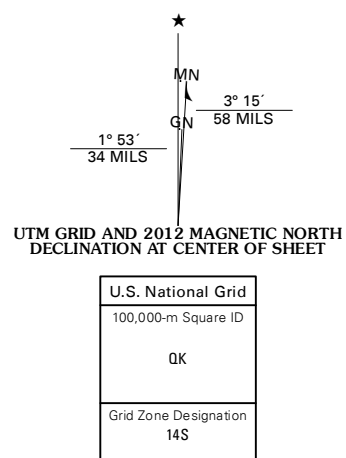 ★
MN
GN
3° 15´
58 MILS
1° 53´
34 MILS
UTM GRID AND 2012 MAGNETIC NORTH
DECLINATION AT CENTER OF SHEET
U.S. National Grid
100,000-m Square ID
QK
Grid Zone Designation
14S